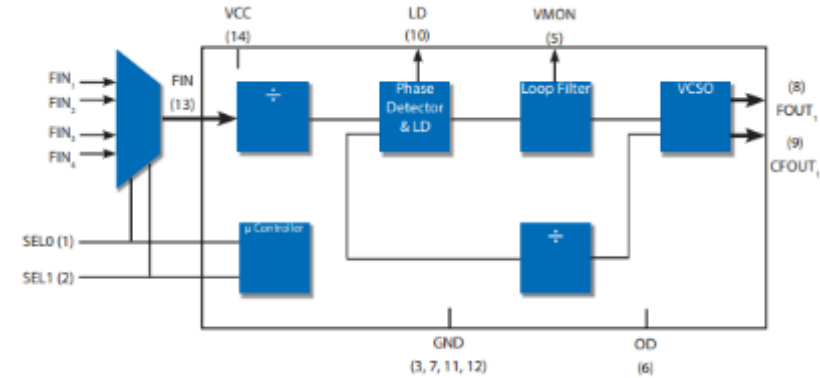 VCC
(14)
LD
(10)
VMON
(5)
FIN₁
FIN₂
FIN₃
FIN₄
FIN
(13)
÷
Phase
Detector
& LD
Loop Filter
VCSO
(8)
FOUT₁
(9)
CFOUT₁
SEL0 (1)
SEL1 (2)
µ Controller
÷
GND
(3, 7, 11, 12)
OD
(6)